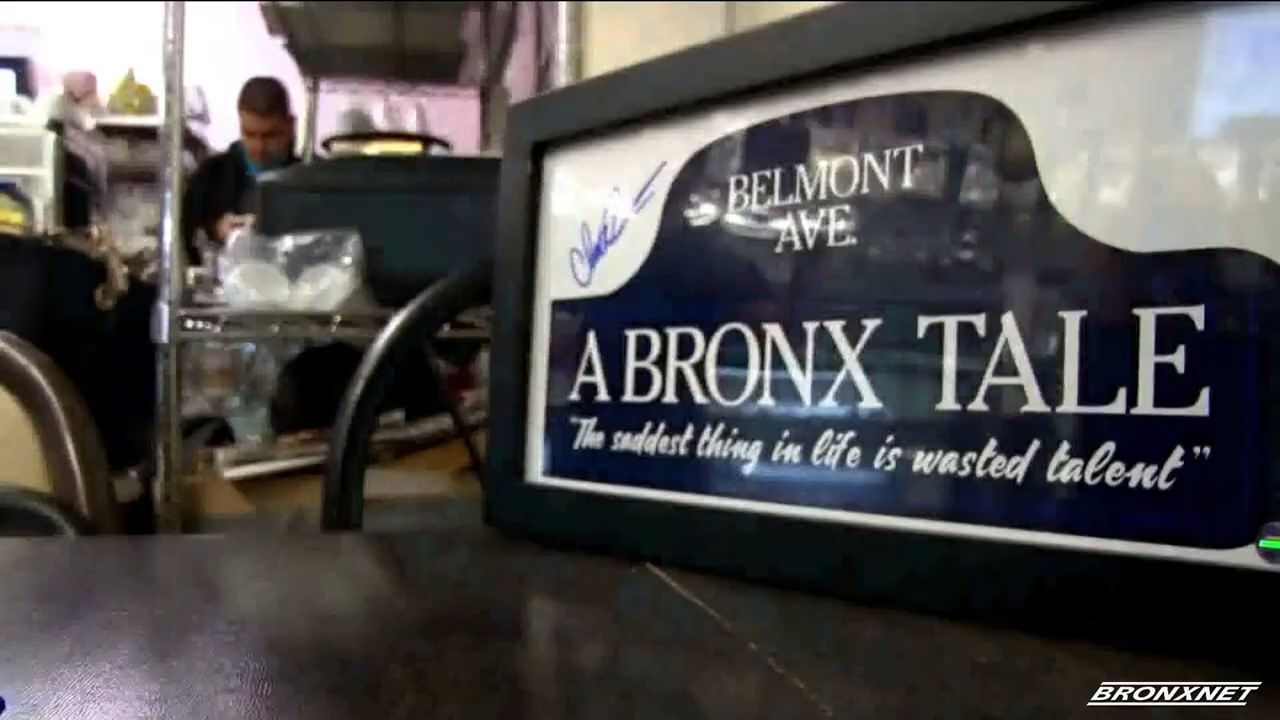 BELMONT
AVE.
A BRONX TALE
"The saddest thing in life is wasted talent"
BRONXNET